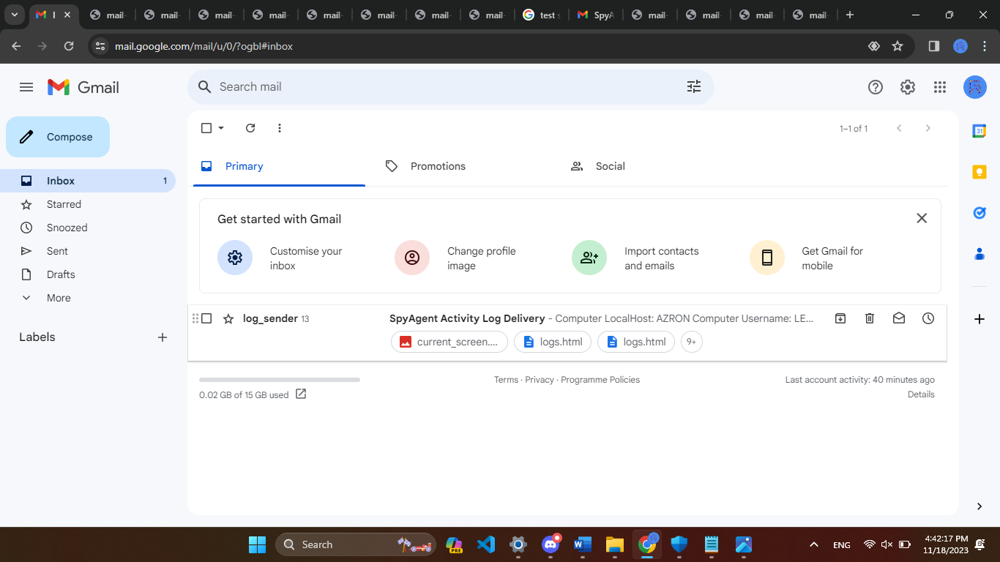 mail- mail- mail- mail- mail- mail- mail- mail- test s SpyA mail- mail- mail- mail-
mail.google.com/mail/u/0/?ogbl#inbox
Gmail
Search mail
Compose
1–1 of 1
Primary
Promotions
Social
Inbox 1
Starred
Snoozed
Sent
Drafts
More
Labels
Get started with Gmail
Customise your
inbox
Change profile
image
Import contacts
and emails
Get Gmail for
mobile
log_sender 13 SpyAgent Activity Log Delivery - Computer LocalHost: AZRON Computer Username: LE...
current_screen.... logs.html logs.html 9+
Terms · Privacy · Programme Policies
Last account activity: 40 minutes ago
0.02 GB of 15 GB used
Details
31
Search
PRE
ENG
4:42:17 PM
11/18/2023